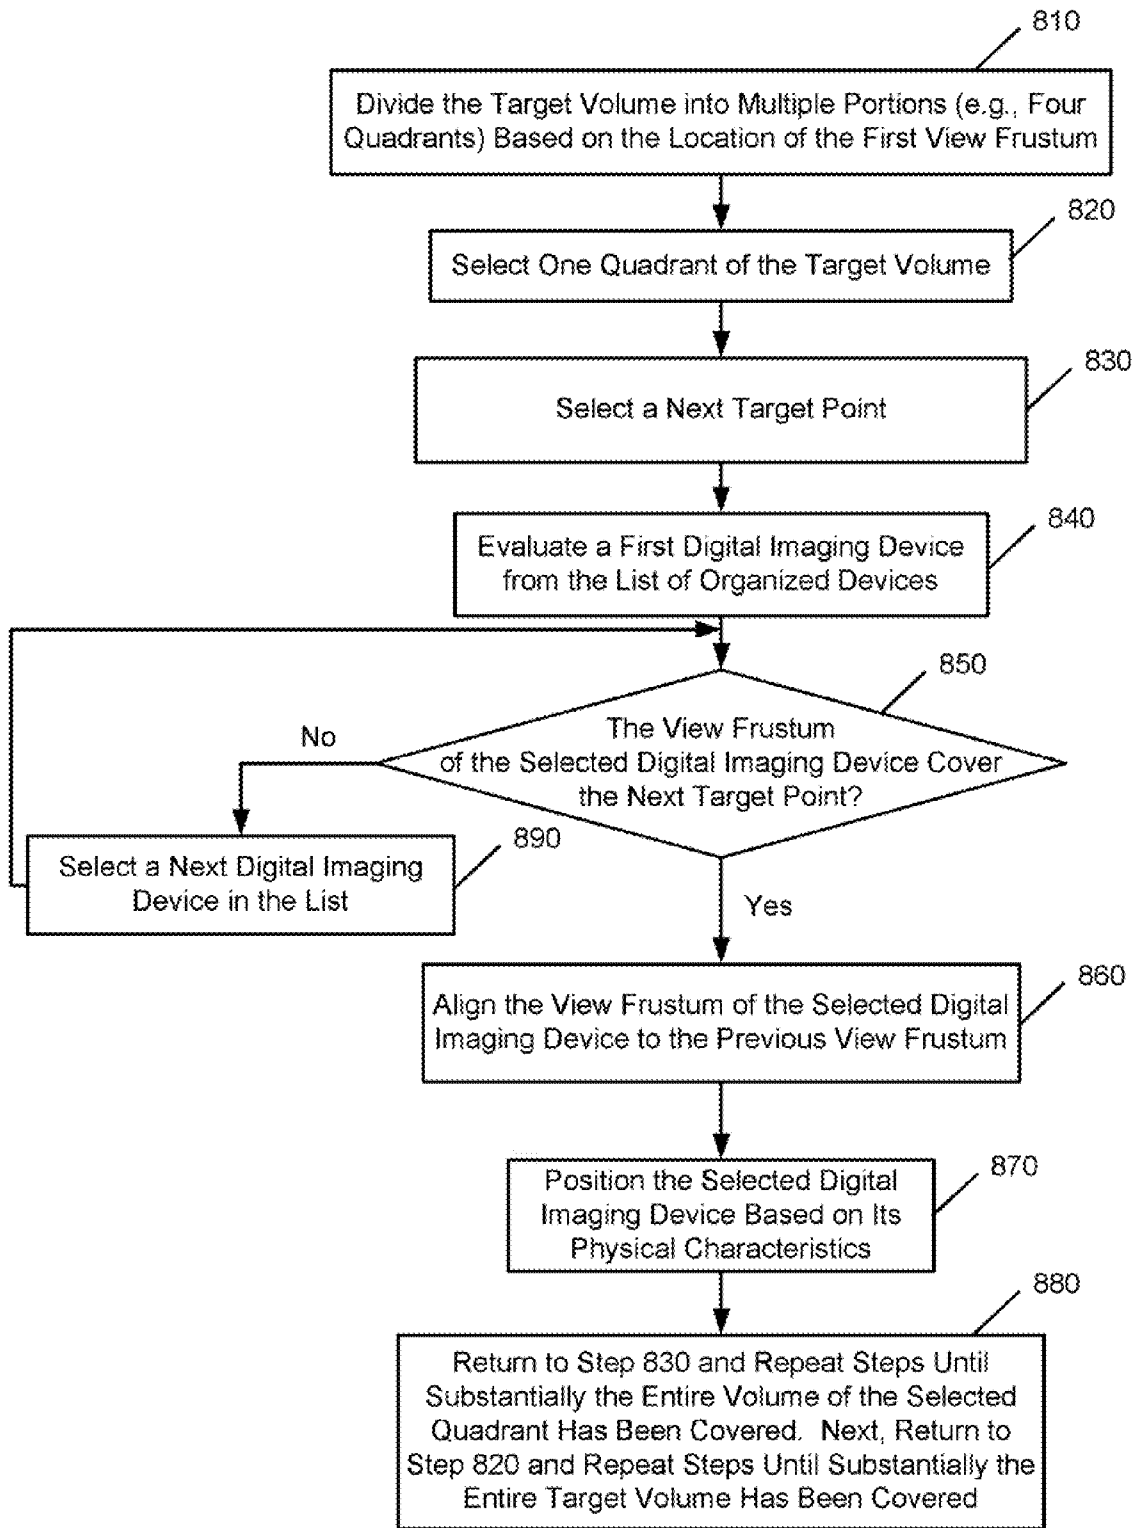 810
Divide the Target Volume into Multiple Portions (e.g., Four
Quadrants) Based on the Location of the First View Frustum
820
Select One Quadrant of the Target Volume
830
Select a Next Target Point
840
Evaluate a First Digital Imaging Device
from the List of Organized Devices
850
The View Frustum
of the Selected Digital Imaging Device Cover
the Next Target Point?
No
890
Select a Next Digital Imaging
Device in the List
Yes
860
Align the View Frustum of the Selected Digital
Imaging Device to the Previous View Frustum
870
Position the Selected Digital
Imaging Device Based on Its
Physical Characteristics
880
Return to Step 830 and Repeat Steps Until
Substantially the Entire Volume of the Selected
Quadrant Has Been Covered.  Next, Return to
Step 820 and Repeat Steps Until Substantially the
Entire Target Volume Has Been Covered